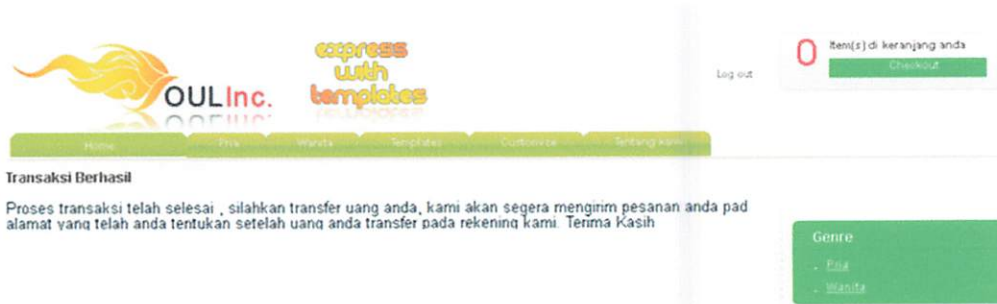 OULInc.
express
with
templates
Log out
0 Item(s) di keranjang anda
Checkout
Home Pria Wanita Templates Customize Tentang kami
Transaksi Berhasil
Proses transaksi telah selesai , silahkan transfer uang anda, kami akan segera mengirim pesanan anda pad
alamat yang telah anda tentukan setelah uang anda transfer pada rekening kami. Terima Kasih
Genre
. Pria
. Wanita